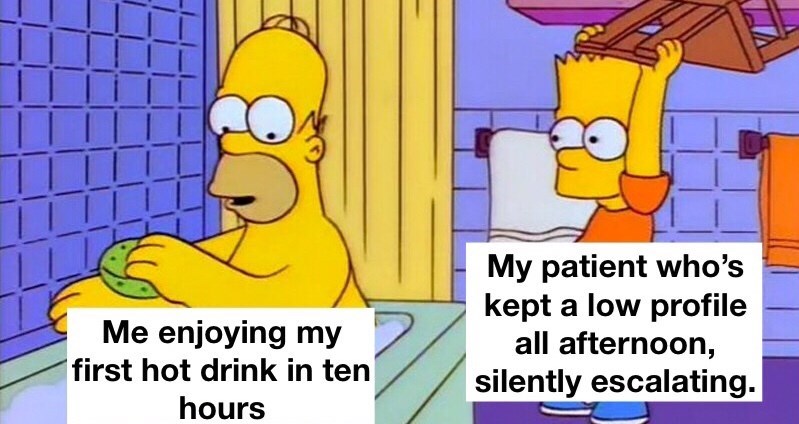 Me enjoying my
first hot drink in ten
hours
My patient who’s
kept a low profile
all afternoon,
silently escalating.